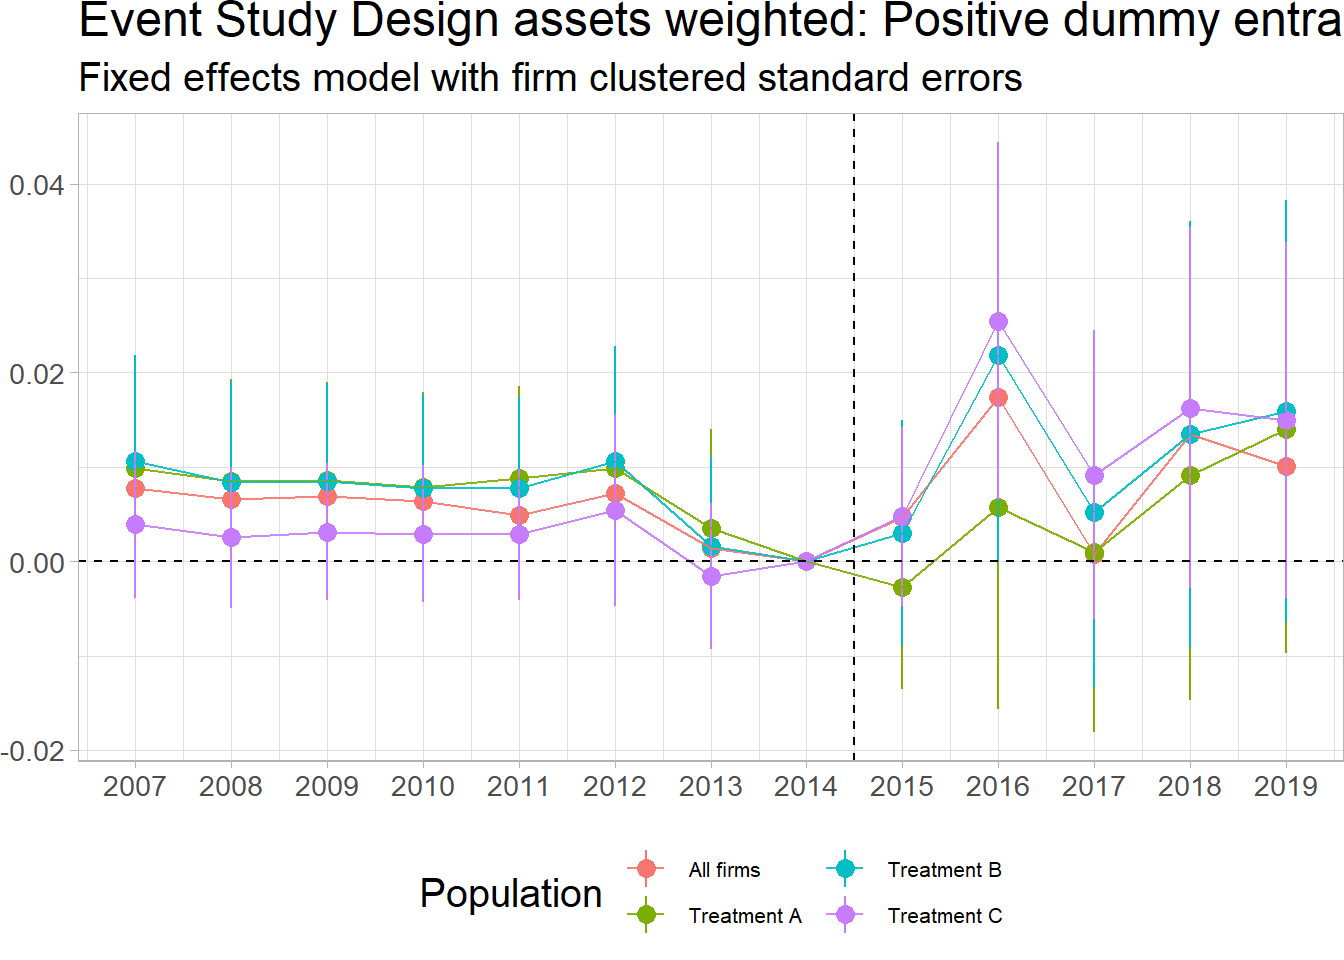 Event Study Design assets weighted: Positive dummy entra
Fixed effects model with firm clustered standard errors
0.04
0.02
0.00
-0.02
2007 2008 2009 2010 2011 2012 2013 2014 2015 2016 2017 2018 2019
Population
All firms
Treatment A
Treatment B
Treatment C